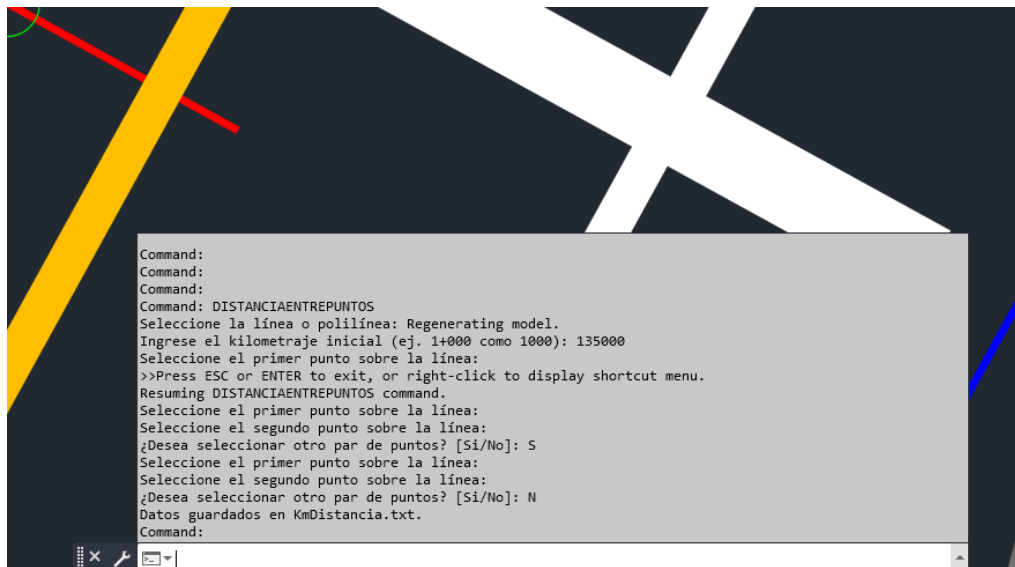 Command:
Command:
Command:
Command: DISTANCIAENTREPUNTOS
Seleccione la línea o polilínea: Regenerating model.
Ingrese el kilometraje inicial (ej. 1+000 como 1000): 135000
Seleccione el primer punto sobre la línea:
>>Press ESC or ENTER to exit, or right-click to display shortcut menu.
Resuming DISTANCIAENTREPUNTOS command.
Seleccione el primer punto sobre la línea:
Seleccione el segundo punto sobre la línea:
¿Desea seleccionar otro par de puntos? [Si/No]: S
Seleccione el primer punto sobre la línea:
Seleccione el segundo punto sobre la línea:
¿Desea seleccionar otro par de puntos? [Si/No]: N
Datos guardados en KmDistancia.txt.
Command: